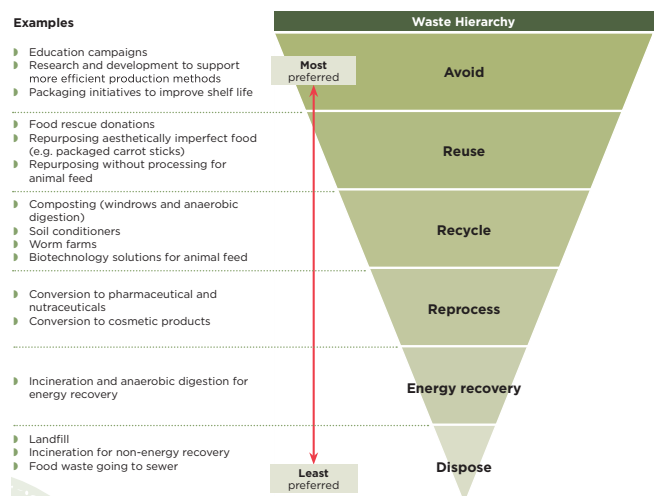 Examples
Waste Hierarchy
Education campaigns
Research and development to support
more efficient production methods
Packaging initiatives to improve shelf life
Most
preferred
Avoid
Food rescue donations
Repurposing aesthetically imperfect food
(e.g. packaged carrot sticks)
Repurposing without processing for
animal feed
Reuse
Composting (windrows and anaerobic
digestion)
Soil conditioners
Worm farms
Biotechnology solutions for animal feed
Recycle
Conversion to pharmaceutical and
nutraceuticals
Conversion to cosmetic products
Reprocess
Incineration and anaerobic digestion for
energy recovery
Energy recovery
Landfill
Incineration for non-energy recovery
Food waste going to sewer
Dispose
Least
preferred